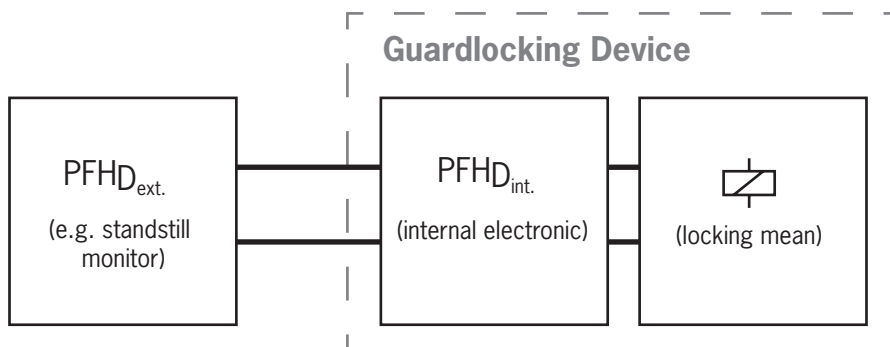 Guardlocking Device
PFHDext.
(e.g. standstill
monitor)
PFHDint.
(internal electronic)
(locking mean)